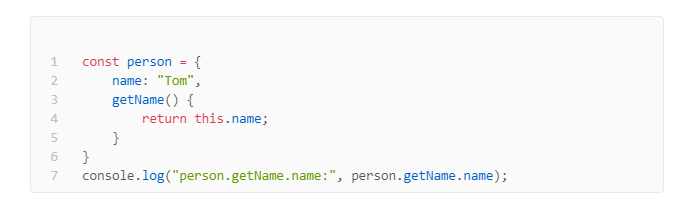 1 const person = {
2     name: "Tom",
3     getName() {
4         return this.name;
5     }
6 }
7 console.log("person.getName.name:", person.getName.name);